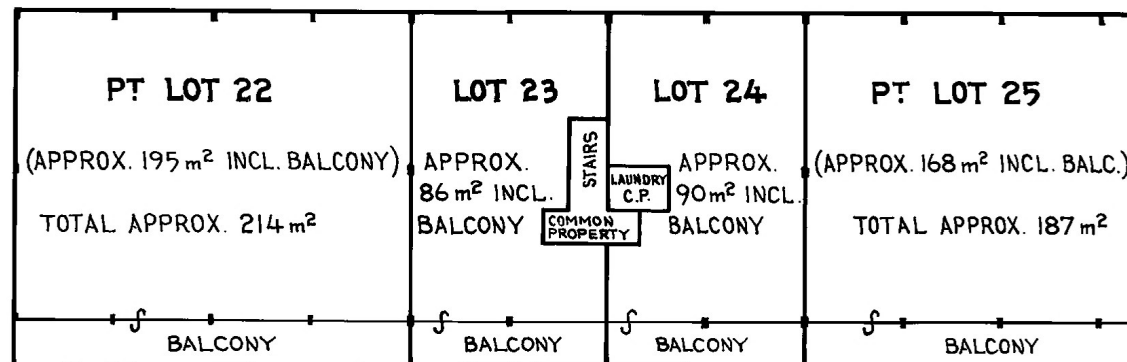 PT LOT 22
(APPROX. 195 m² INCL. BALCONY)
TOTAL APPROX. 214 m²
BALCONY
LOT 23
APPROX.
86 m² INCL.
BALCONY
STAIRS
COMMON
PROPERTY
BALCONY
LOT 24
LAUNDRY
C.P.
APPROX.
90 m² INCL.
BALCONY
BALCONY
PT LOT 25
(APPROX. 168 m² INCL. BALC.)
TOTAL APPROX. 187 m²
BALCONY